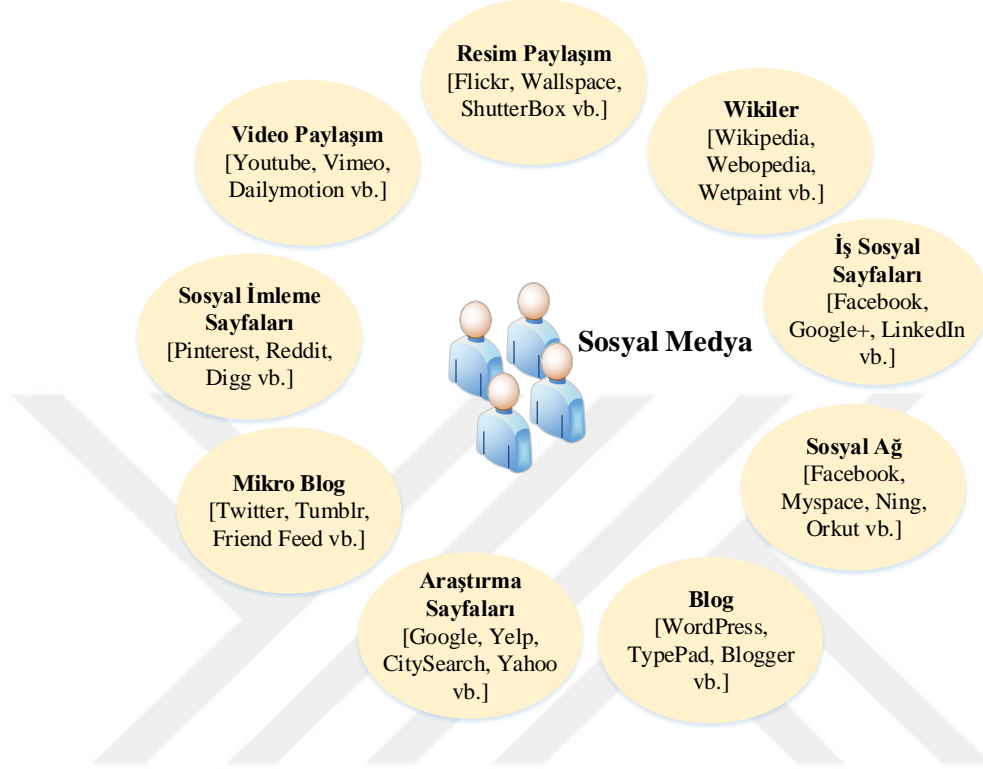 Resim Paylaşım
[Flickr, Wallspace,
ShutterBox vb.]
Wikiler
[Wikipedia,
Webopedia,
Wetpaint vb.]
Video Paylaşım
[Youtube, Vimeo,
Dailymotion vb.]
İş Sosyal
Sayfaları
[Facebook,
Google+, LinkedIn
vb.]
Sosyal İmleme
Sayfaları
[Pinterest, Reddit,
Digg vb.]
Sosyal Medya
Sosyal Ağ
[Facebook,
Myspace, Ning,
Orkut vb.]
Mikro Blog
[Twitter, Tumblr,
Friend Feed vb.]
Araştırma
Sayfaları
[Google, Yelp,
CitySearch, Yahoo
vb.]
Blog
[WordPress,
TypePad, Blogger
vb.]